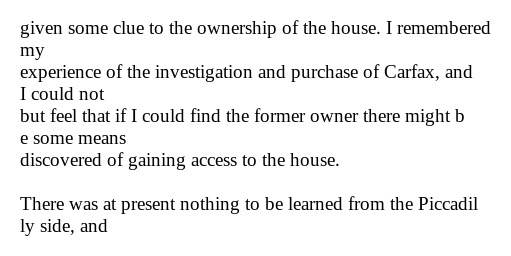 given some clue to the ownership of the house. I remembered
my
experience of the investigation and purchase of Carfax, and
I could not
but feel that if I could find the former owner there might b
e some means
discovered of gaining access to the house.

There was at present nothing to be learned from the Piccadil
ly side, and